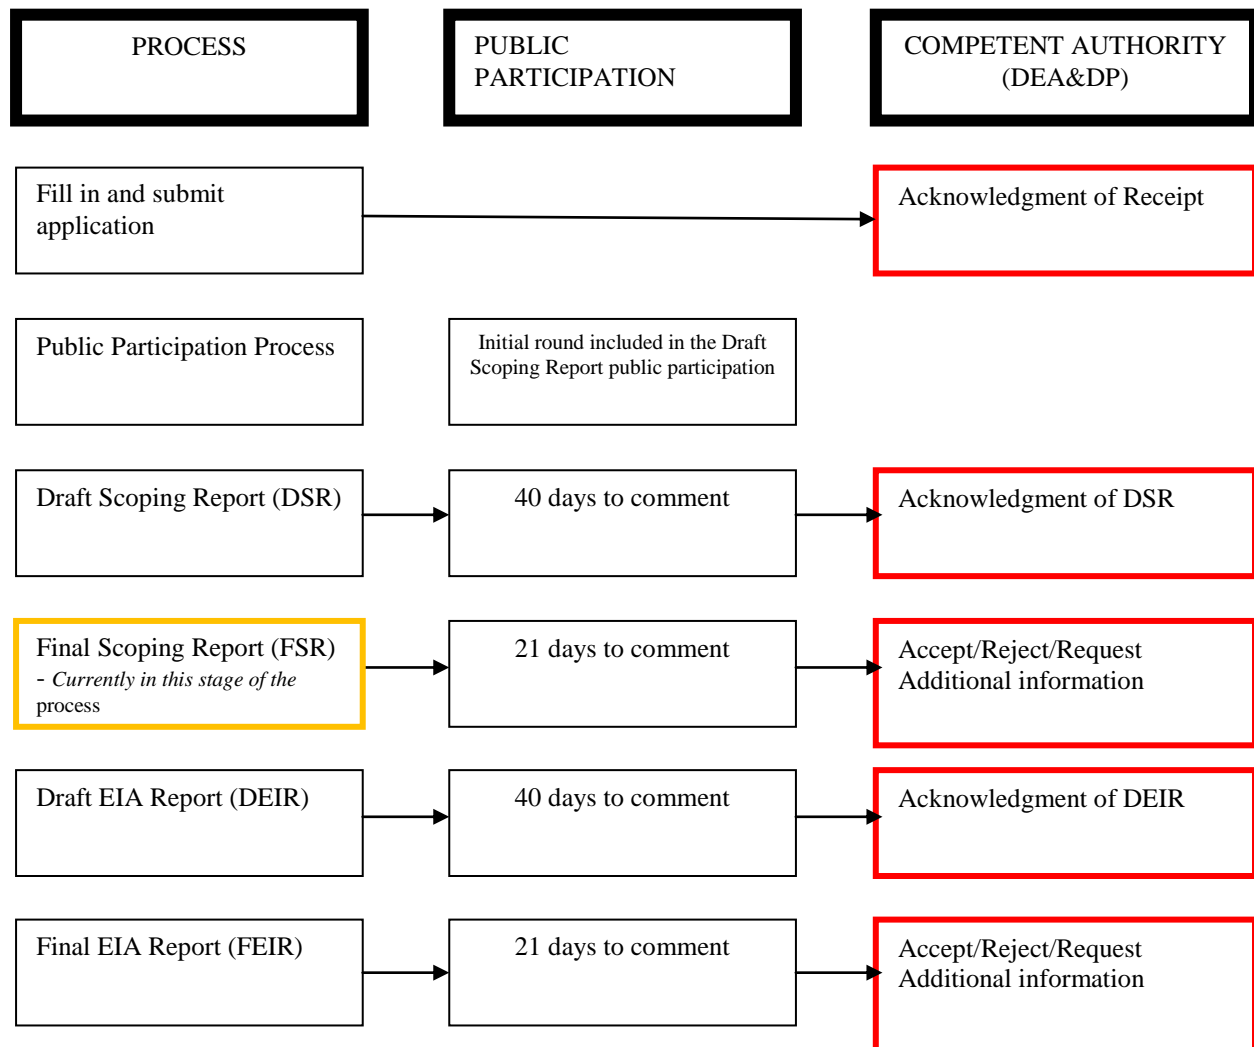 PROCESS
PUBLIC
PARTICIPATION
COMPETENT AUTHORITY
(DEA&DP)
Fill in and submit
application
Acknowledgment of Receipt
Public Participation Process
Initial round included in the Draft
Scoping Report public participation
Draft Scoping Report (DSR)
40 days to comment
Acknowledgment of DSR
Final Scoping Report (FSR)
- Currently in this stage of the
process
21 days to comment
Accept/Reject/Request
Additional information
Draft EIA Report (DEIR)
40 days to comment
Acknowledgment of DEIR
Final EIA Report (FEIR)
21 days to comment
Accept/Reject/Request
Additional information